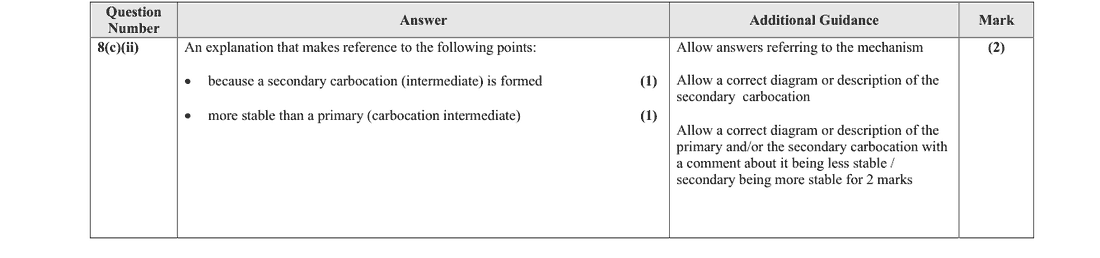 Question Number
Answer
Additional Guidance
Mark
8(c)(ii)
An explanation that makes reference to the following points:
• because a secondary carbocation (intermediate) is formed (1)
• more stable than a primary (carbocation intermediate) (1)
Allow answers referring to the mechanism
Allow a correct diagram or description of the
secondary carbocation
Allow a correct diagram or description of the
primary and/or the secondary carbocation with
a comment about it being less stable /
secondary being more stable for 2 marks
(2)